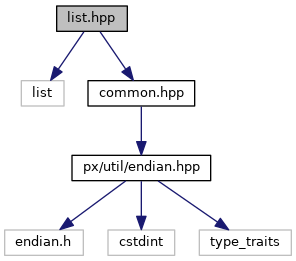 list.hpp
list
common.hpp
px/util/endian.hpp
endian.h
cstdint
type_traits